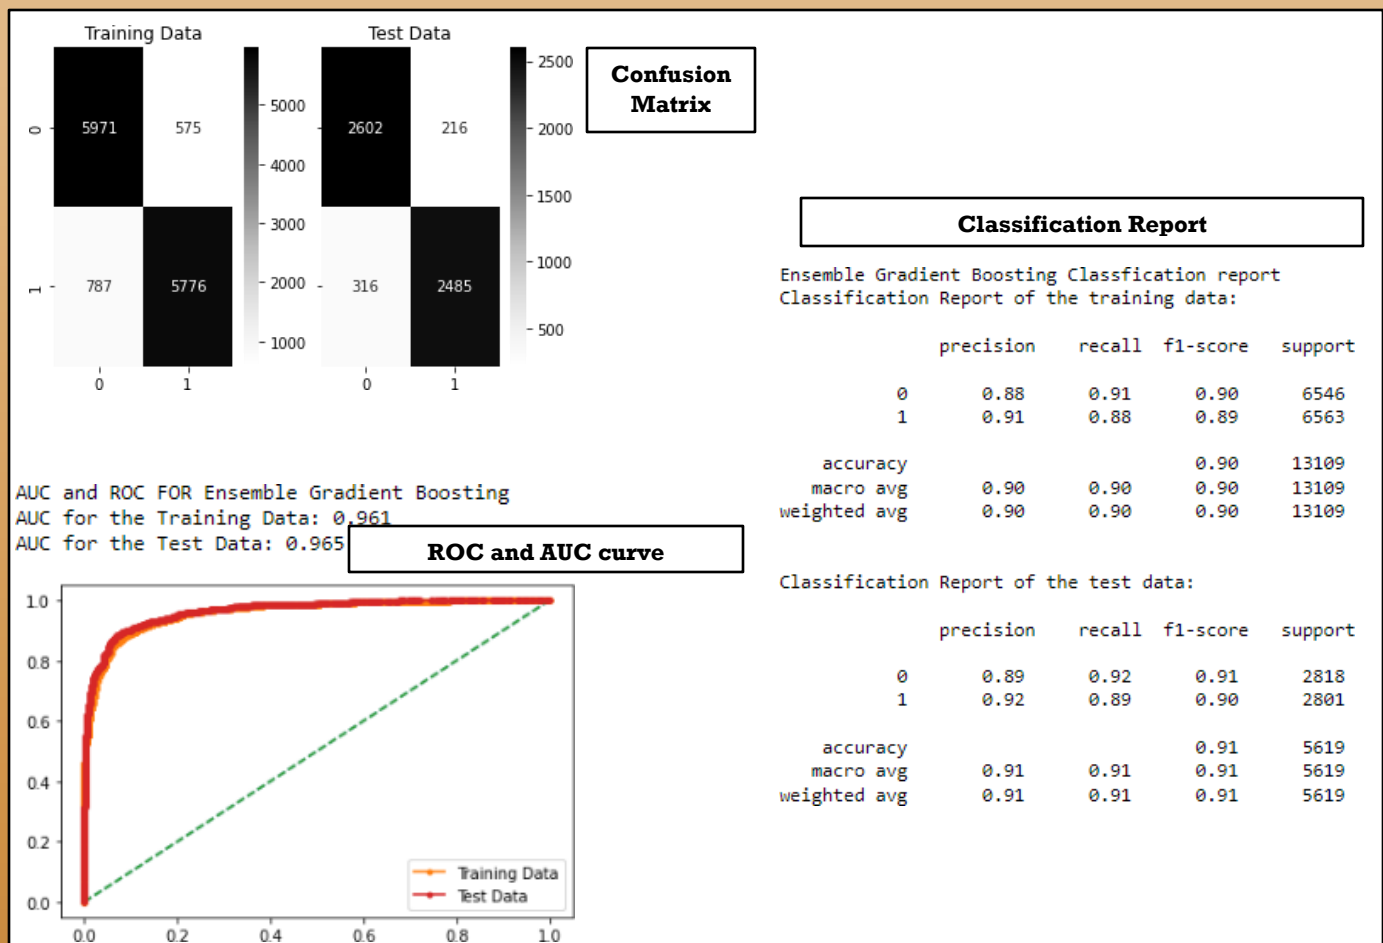 Training Data
Test Data
Confusion
Matrix
0 5971 575
1 787 5776
0 1
5000
4000
3000
2000
1000
2602 216
316 2485
0 1
2500
2000
1500
1000
500
AUC and ROC FOR Ensemble Gradient Boosting
AUC for the Training Data: 0.961
AUC for the Test Data: 0.965
ROC and AUC curve
1.0
0.8
0.6
0.4
0.2
0.0
Training Data
Test Data
0.0 0.2 0.4 0.6 0.8 1.0
Classification Report
Ensemble Gradient Boosting Classfication report
Classification Report of the training data:
precision recall f1-score support
0 0.88 0.91 0.90 6546
1 0.91 0.88 0.89 6563
accuracy 0.90 13109
macro avg 0.90 0.90 0.90 13109
weighted avg 0.90 0.90 0.90 13109
Classification Report of the test data:
precision recall f1-score support
0 0.89 0.92 0.91 2818
1 0.92 0.89 0.90 2801
accuracy 0.91 5619
macro avg 0.91 0.91 0.91 5619
weighted avg 0.91 0.91 0.91 5619